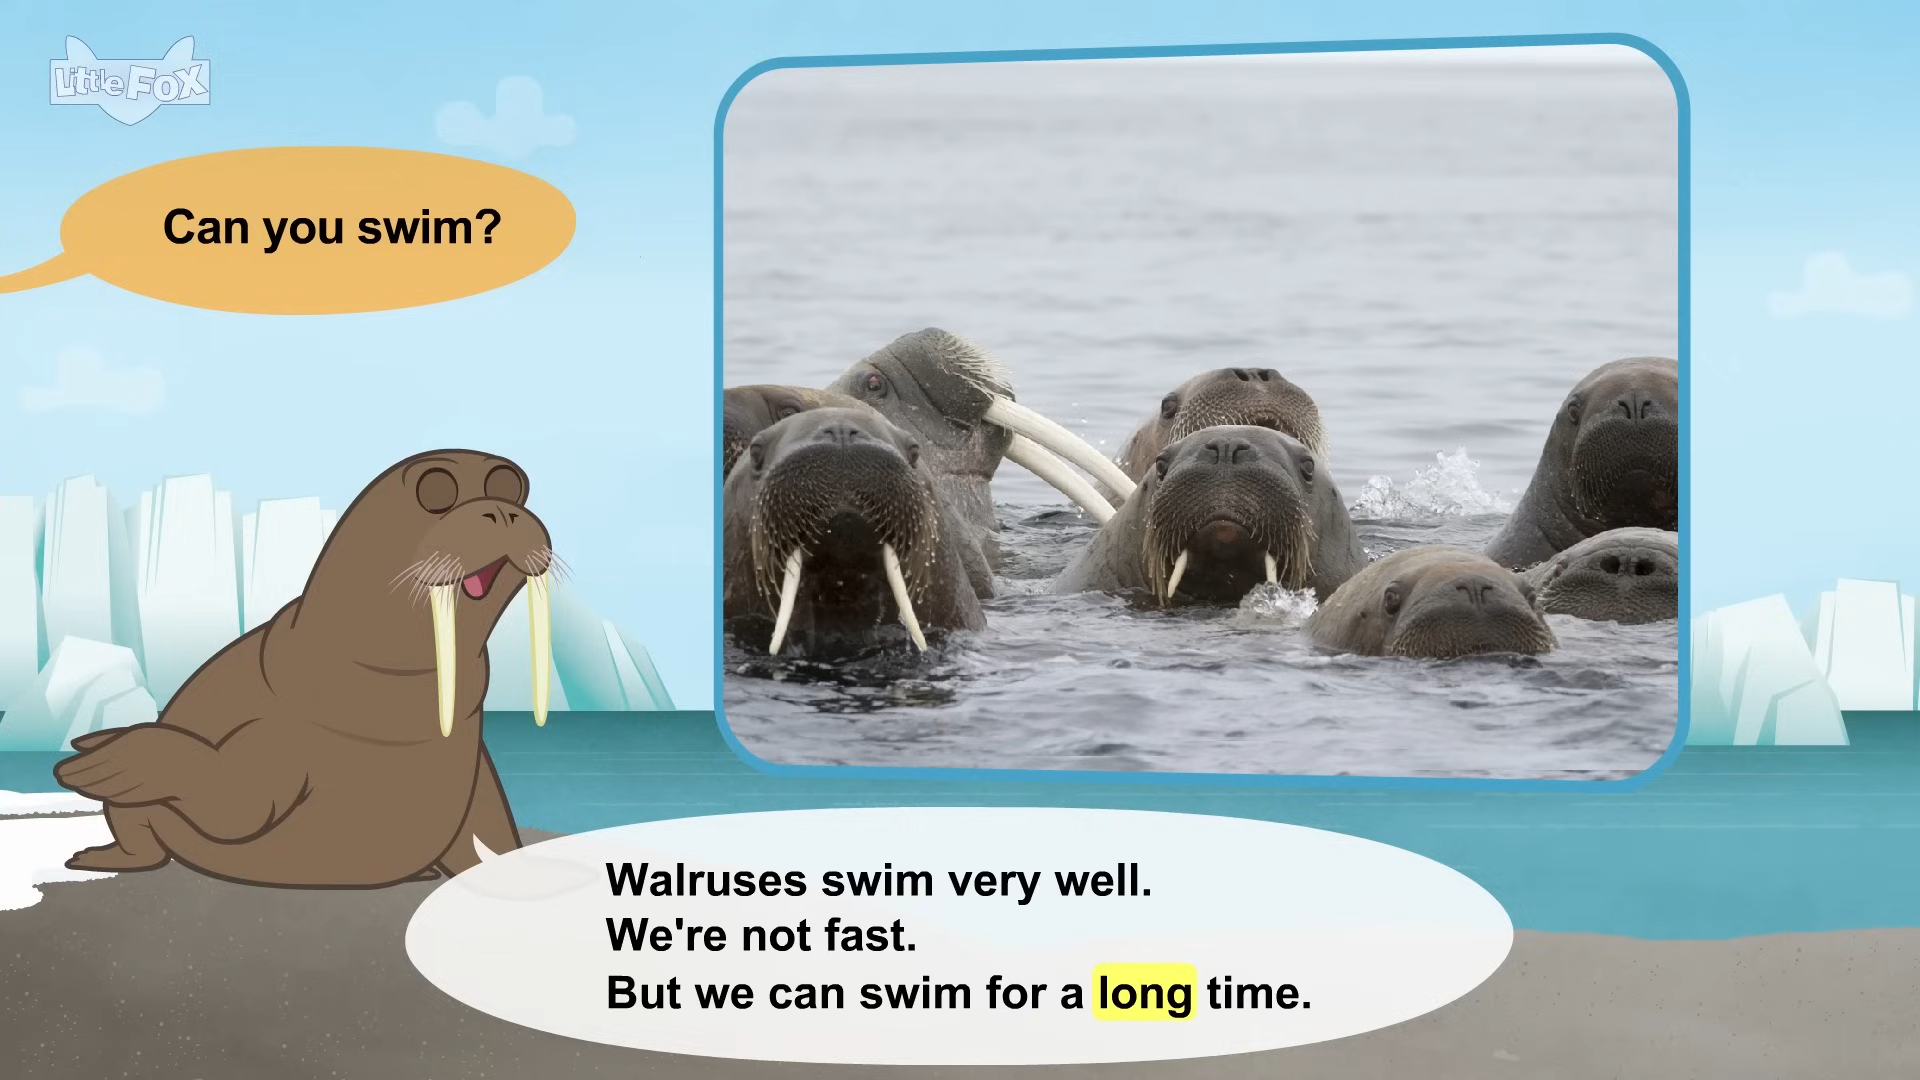 Little Fox
Can you swim?
Walruses swim very well.
We're not fast.
But we can swim for a long time.